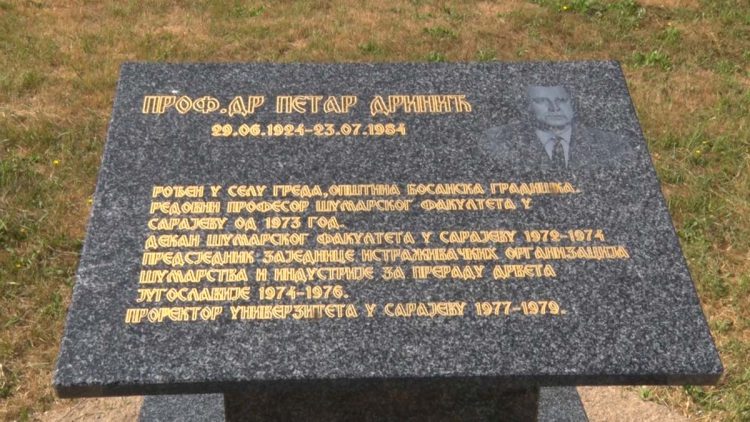 ПРОФ.ДР ПЕТАР ДРИНИЋ
29.06.1924-23.07.1984
РОЂЕН У СЕЛУ ГРЕДА, ОПШТИНА БОСАНСКА ГРАДИШКА.
РЕДОВНИ ПРОФЕСОР ШУМАРСКОГ ФАКУЛТЕТА У
САРАЈЕВУ ОД 1973 ГОД.
ДЕКАН ШУМАРСКОГ ФАКУЛТЕТА У САРАЈЕВУ 1972-1974
ПРЕДСЈЕДНИК ЗАЈЕДНИЦЕ ИСТРАЖИВАЧКИХ ОРГАНИЗАЦИЈА
ШУМАРСТВА И ИНДУСТРИЈЕ ЗА ПРЕРАДУ ДРВЕТА
ЈУГОСЛАВИЈЕ 1974-1976.
ПРОРЕКТОР УНИВЕРЗИТЕТА У САРАЈЕВУ 1977-1979.